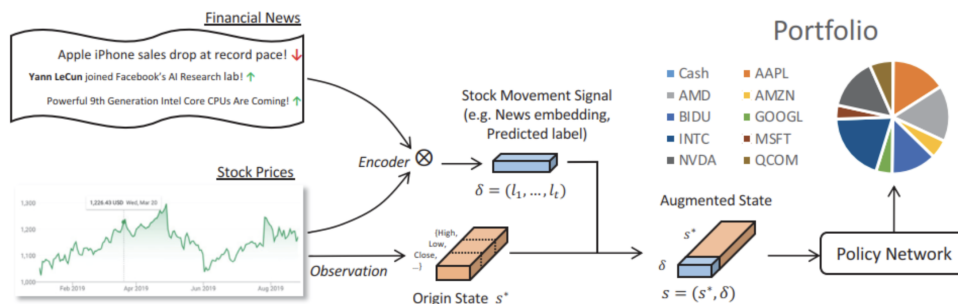 Financial News
Apple iPhone sales drop at record pace! ↓
Yann LeCun joined Facebook's AI Research lab! ↑
Powerful 9th Generation Intel Core CPUs Are Coming! ↑
Stock Prices
1,226.43 USD Wed, Mar 20
1,300
1,200
1,100
1,000
Feb 2019
Apr 2019
Jun 2019
Aug 2019
Encoder
Observation
Stock Movement Signal
(e.g. News embedding,
Predicted label)
δ = (l₁, ..., lₜ)
(High,
Low,
Close,
...)
Origin State s*
Augmented State
s*
δ
s = (s*, δ)
Policy Network
Portfolio
Cash
AAPL
AMD
AMZN
BIDU
GOOGL
INTC
MSFT
NVDA
QCOM